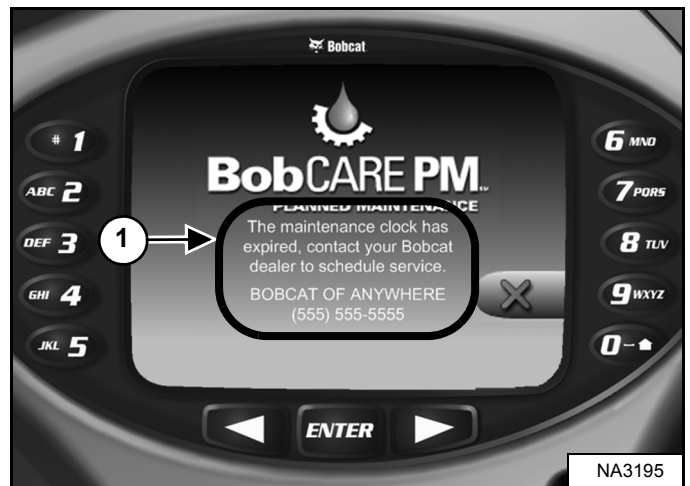 Bobcat
# 1
ABC 2
DEF 3
GHI 4
JKL 5
6 MNO
7 PQRS
8 TUV
9 WXYZ
0-
BobCARE PM
PLANNED MAINTENANCE
The maintenance clock has
expired, contact your Bobcat
dealer to schedule service.
BOBCAT OF ANYWHERE
(555) 555-5555
1
ENTER
NA3195